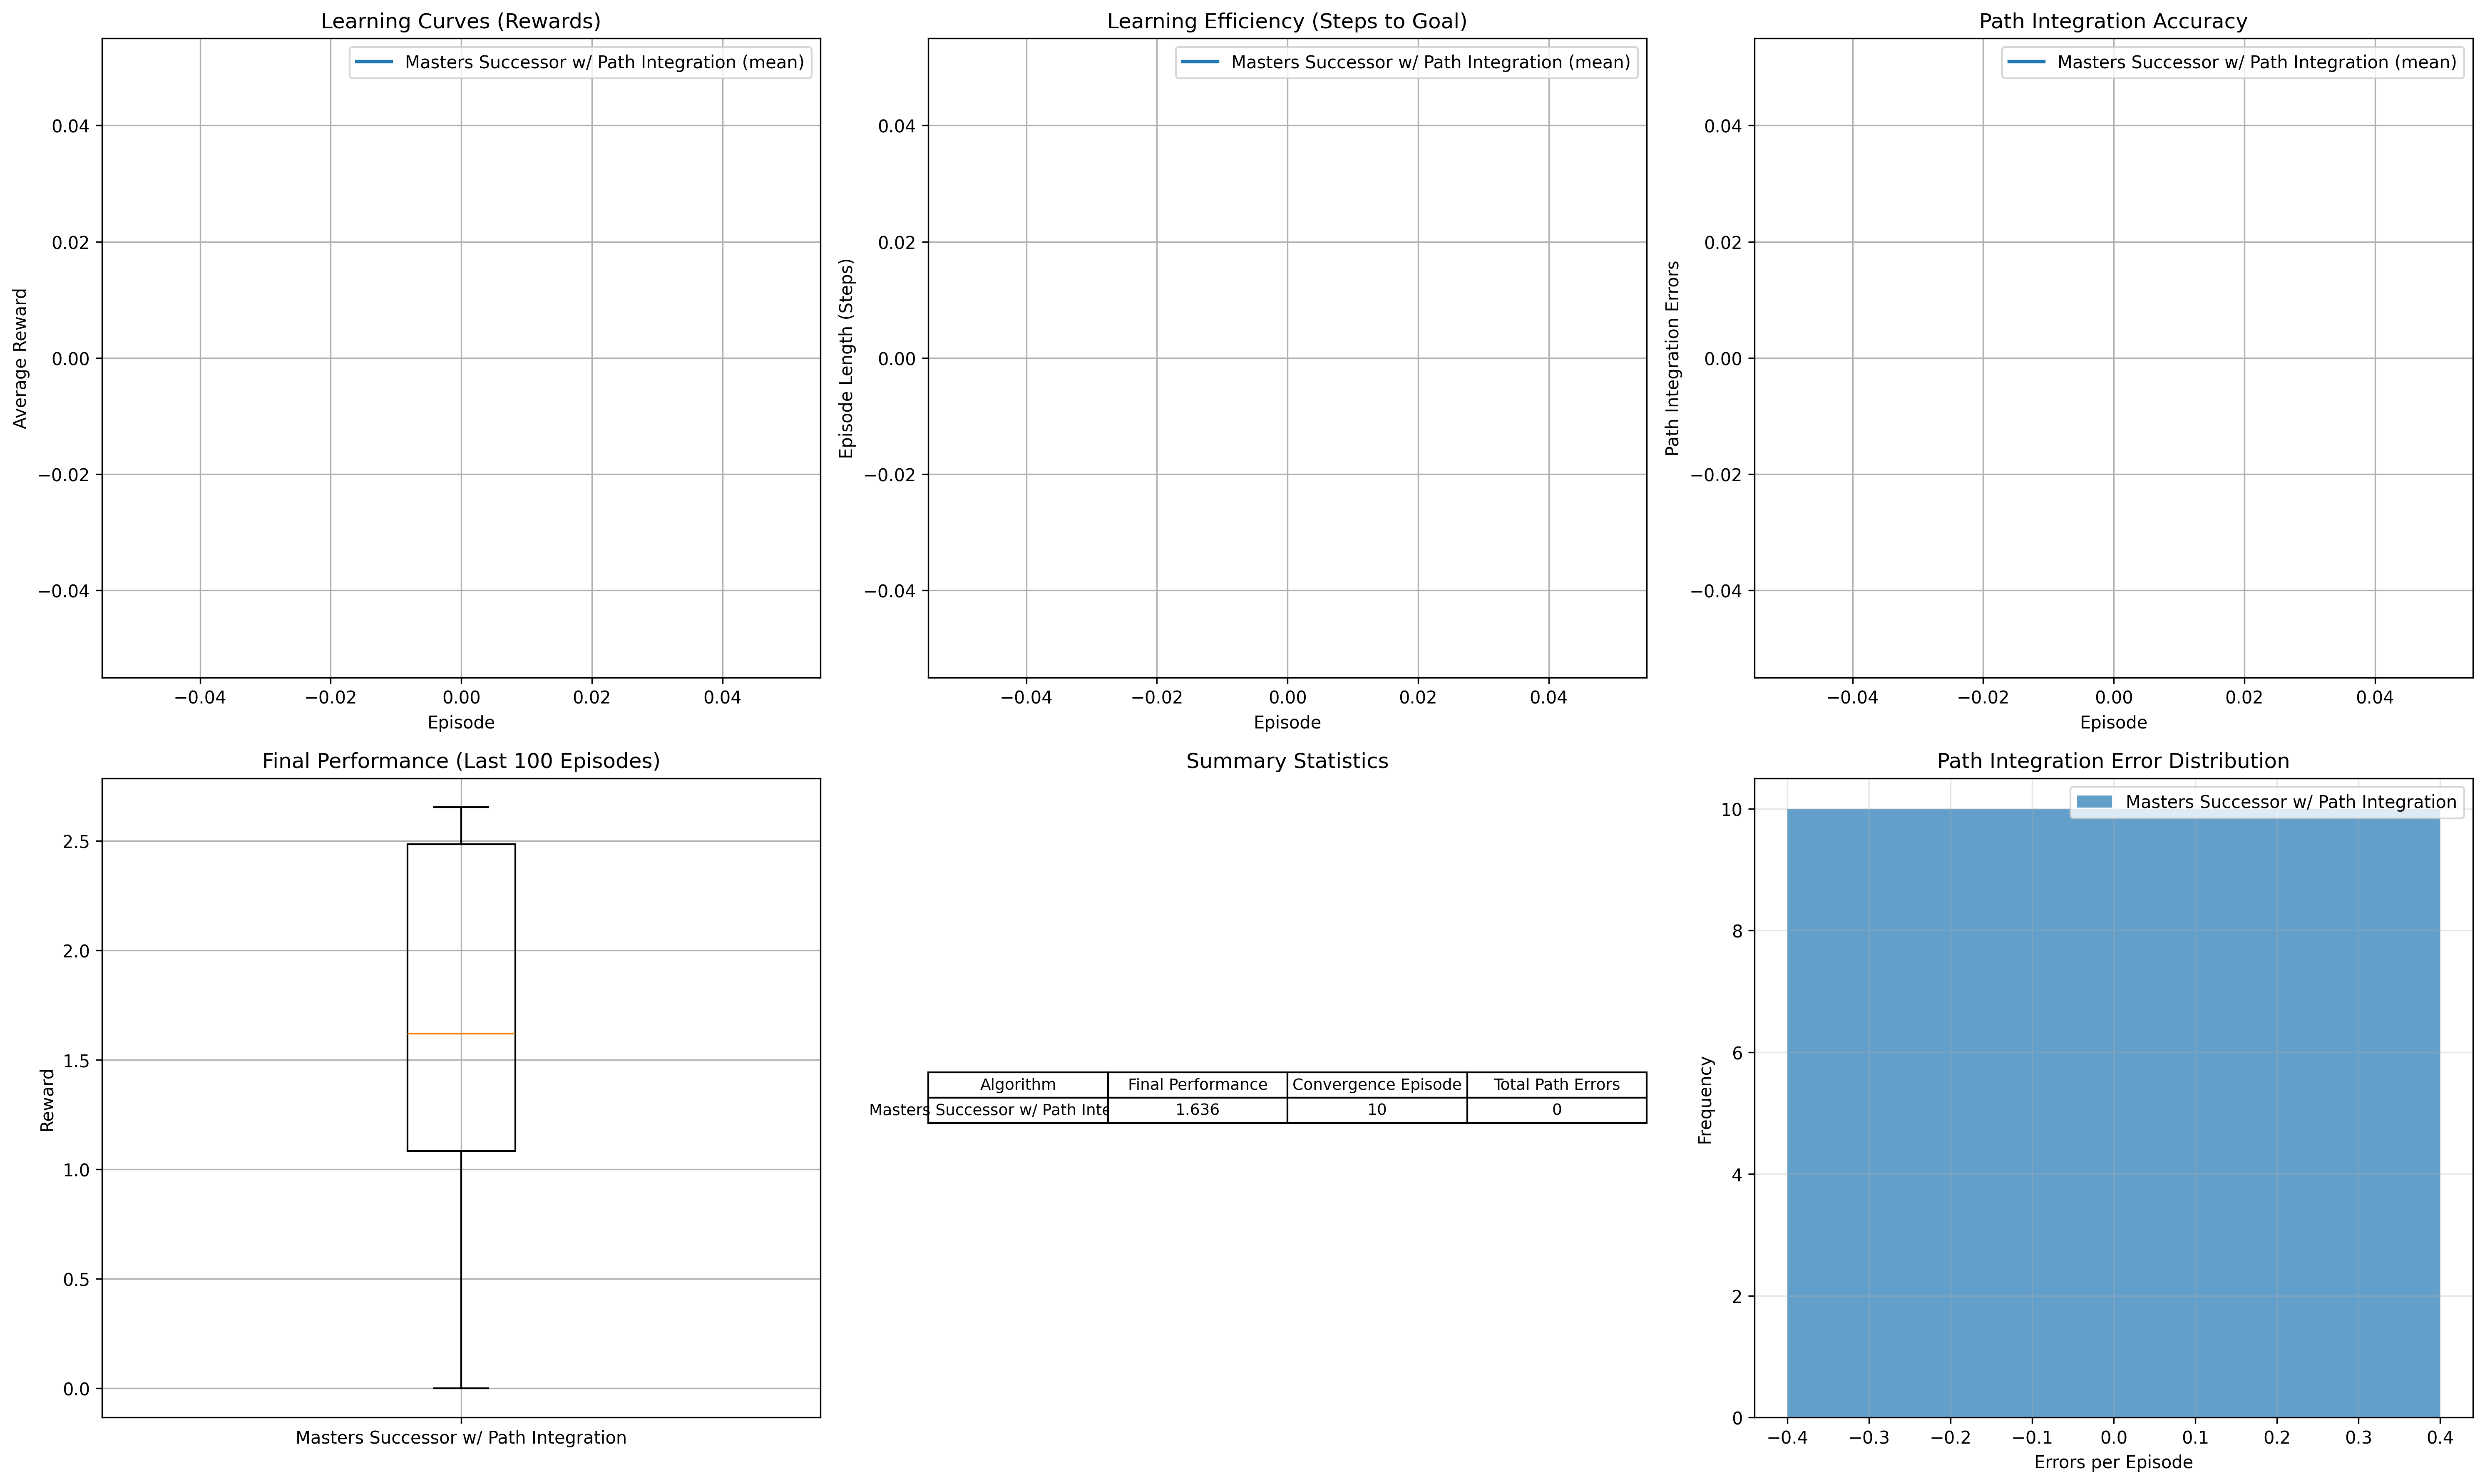 Learning Curves (Rewards)
Masters Successor w/ Path Integration (mean)
Average Reward
0.04
0.02
0.00
−0.02
−0.04
−0.04 −0.02 0.00 0.02 0.04
Episode
Learning Efficiency (Steps to Goal)
Masters Successor w/ Path Integration (mean)
Episode Length (Steps)
0.04
0.02
0.00
−0.02
−0.04
−0.04 −0.02 0.00 0.02 0.04
Episode
Path Integration Accuracy
Masters Successor w/ Path Integration (mean)
Path Integration Errors
0.04
0.02
0.00
−0.02
−0.04
−0.04 −0.02 0.00 0.02 0.04
Episode
Final Performance (Last 100 Episodes)
Reward
2.5
2.0
1.5
1.0
0.5
0.0
Masters Successor w/ Path Integration
Summary Statistics
Algorithm Final Performance Convergence Episode Total Path Errors
Masters Successor w/ Path Inte 1.636 10 0
Path Integration Error Distribution
Masters Successor w/ Path Integration
Frequency
10
8
6
4
2
0
−0.4 −0.3 −0.2 −0.1 0.0 0.1 0.2 0.3 0.4
Errors per Episode